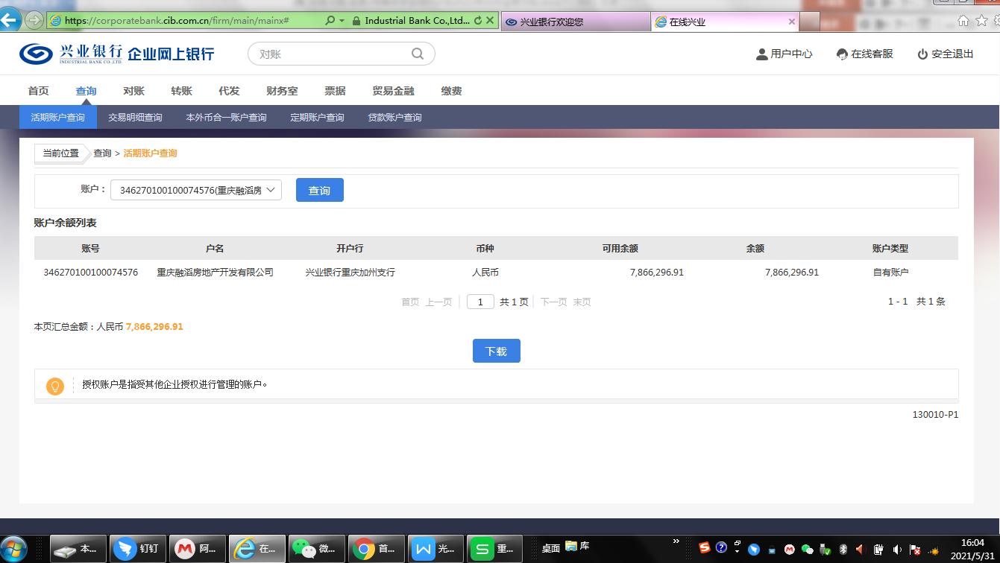 https://corporatebank.cib.com.cn/firm/main/mainx# Industrial Bank Co.,Ltd... 兴业银行欢迎您 在线兴业
兴业银行 企业网上银行 对账 用户中心 在线客服 安全退出
INDUSTRIAL BANK CO.,LTD.
首页 查询 对账 转账 代发 财务室 票据 贸易金融 缴费
活期账户查询 交易明细查询 本外币合一账户查询 定期账户查询 贷款账户查询
当前位置 查询 > 活期账户查询
账户： 346270100100074576(重庆融滔房 查询
账户余额列表
账号 户名 开户行 币种 可用余额 余额 账户类型
346270100100074576 重庆融滔房地产开发有限公司 兴业银行重庆加州支行 人民币 7,866,296.91 7,866,296.91 自有账户
首页 上一页 1 共 1 页 下一页 末页 1 - 1 共 1 条
本页汇总金额：人民币 7,866,296.91
下载
授权账户是指受其他企业授权进行管理的账户。
130010-P1
本... 钉钉 阿... 在... 微... 首... 光... 重... 桌面 库 » 16:04
2021/5/31